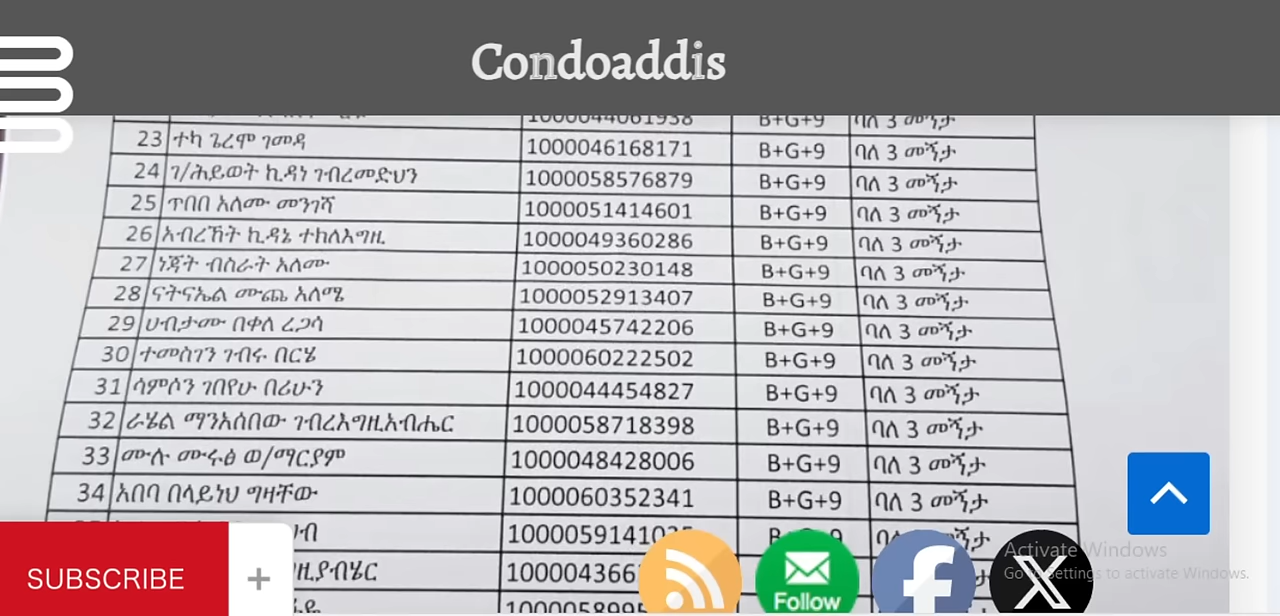 Condoaddis
1000044061938 B+G+9 ባለ 3 መኝታ
23 ተካ ጌረሞ ገመዳ 1000046168171 B+G+9 ባለ 3 መኝታ
24 ገ/ሕይወት ኪዳነ ገብረመድህን 1000058576879 B+G+9 ባለ 3 መኝታ
25 ጥበበ አለሙ መንገሻ 1000051414601 B+G+9 ባለ 3 መኝታ
26 አብረኸት ኪዳኔ ተክለእግዚ 1000049360286 B+G+9 ባለ 3 መኝታ
27 ነጃት ብስራት አለሙ 1000050230148 B+G+9 ባለ 3 መኝታ
28 ናትናኤል ሙጨ አለሜ 1000052913407 B+G+9 ባለ 3 መኝታ
29 ሀብታሙ በቀለ ረጋሳ 1000045742206 B+G+9 ባለ 3 መኝታ
30 ተመስገን ገብሩ በርሄ 1000060222502 B+G+9 ባለ 3 መኝታ
31 ሳምሶን ገበየሁ በሪሁን 1000044454827 B+G+9 ባለ 3 መኝታ
32 ራሄል ማንአሰበው ገብረእግዚአብሔር 1000058718398 B+G+9 ባለ 3 መኝታ
33 ሙሉ ሙሩፅ ወ/ማርያም 1000048428006 B+G+9 ባለ 3 መኝታ
34 አበባ በላይነህ ግዛቸው 1000060352341 B+G+9 ባለ 3 መኝታ
SUBSCRIBE +
Follow
Activate Windows
Go to Settings to activate Windows.